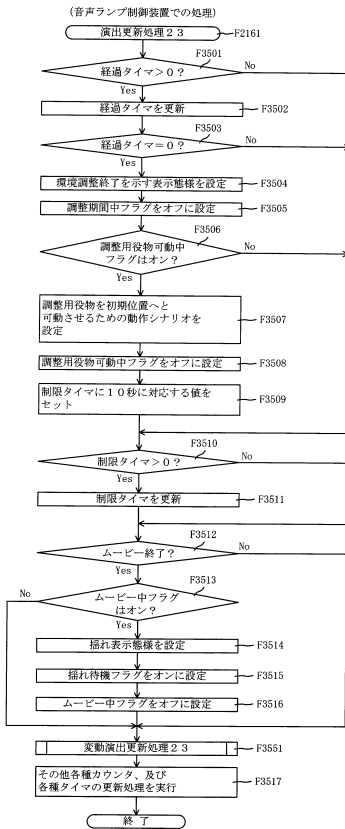 (音声ランプ制御装置での処理)
演出更新処理23
F2161
F3501
経過タイマ>0?
No
Yes
経過タイマを更新
F3502
F3503
経過タイマ=0?
No
Yes
環境調整終了を示す表示態様を設定
F3504
調整期間中フラグをオフに設定
F3505
F3506
調整用役物可動中
フラグはオン?
No
Yes
調整用役物を初期位置へと
可動させるための動作シナリオを
設定
F3507
調整用役物可動中フラグをオフに設定
F3508
制限タイマに10秒に対応する値を
セット
F3509
F3510
制限タイマ>0?
No
Yes
制限タイマを更新
F3511
F3512
ムービー終了?
No
Yes
F3513
No
ムービー中フラグ
はオン?
Yes
揺れ表示態様を設定
F3514
揺れ待機フラグをオンに設定
F3515
ムービー中フラグをオフに設定
F3516
変動演出更新処理23
F3551
その他各種カウンタ、及び
各種タイマの更新処理を実行
F3517
終了